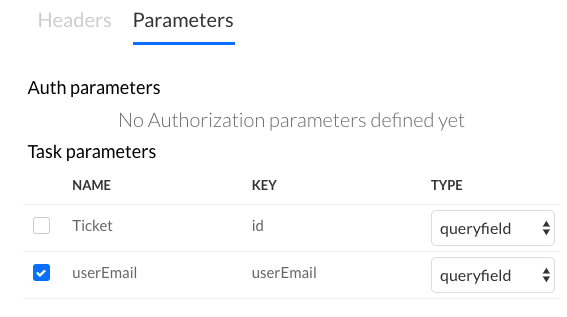 Headers Parameters
Auth parameters
No Authorization parameters defined yet
Task parameters
NAME KEY TYPE
Ticket id queryfield
userEmail userEmail queryfield